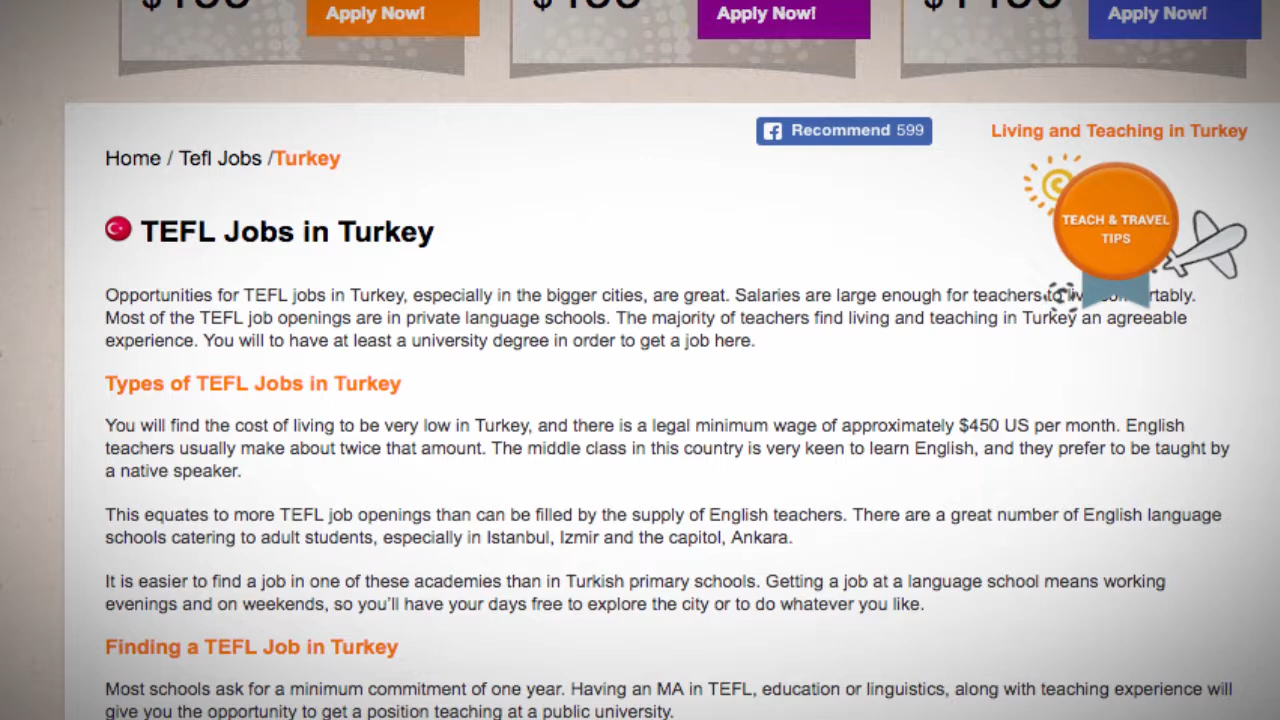 Apply Now!
Apply Now!
Apply Now!
Recommend 599
Living and Teaching in Turkey
Home / Tefl Jobs /Turkey
TEACH & TRAVEL
TIPS
TEFL Jobs in Turkey
Opportunities for TEFL jobs in Turkey, especially in the bigger cities, are great. Salaries are large enough for teachers to
Most of the TEFL job openings are in private language schools. The majority of teachers find living and teaching in Turkey an agreeable
experience. You will to have at least a university degree in order to get a job here.
Types of TEFL Jobs in Turkey
You will find the cost of living to be very low in Turkey, and there is a legal minimum wage of approximately $450 US per month. English
teachers usually make about twice that amount. The middle class in this country is very keen to learn English, and they prefer to be taught by
a native speaker.
This equates to more TEFL job openings than can be filled by the supply of English teachers. There are a great number of English language
schools catering to adult students, especially in Istanbul, Izmir and the capitol, Ankara.
It is easier to find a job in one of these academies than in Turkish primary schools. Getting a job at a language school means working
evenings and on weekends, so you'll have your days free to explore the city or to do whatever you like.
Finding a TEFL Job in Turkey
Most schools ask for a minimum commitment of one year. Having an MA in TEFL, education or linguistics, along with teaching experience will
give you the opportunity to get a position teaching at a public university.